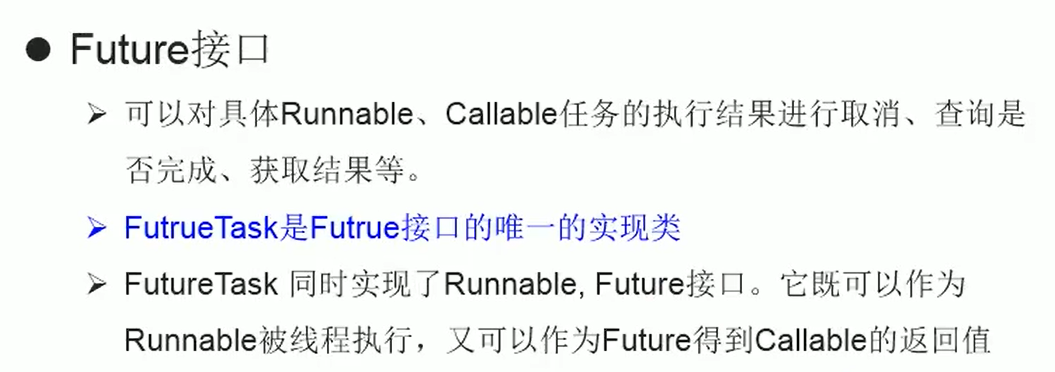 ● Future接口
➢ 可以对具体Runnable、Callable任务的执行结果进行取消、查询是
否完成、获取结果等。
➢ FutrueTask是Futrue接口的唯一的实现类
➢ FutureTask 同时实现了Runnable, Future接口。它既可以作为
Runnable被线程执行，又可以作为Future得到Callable的返回值